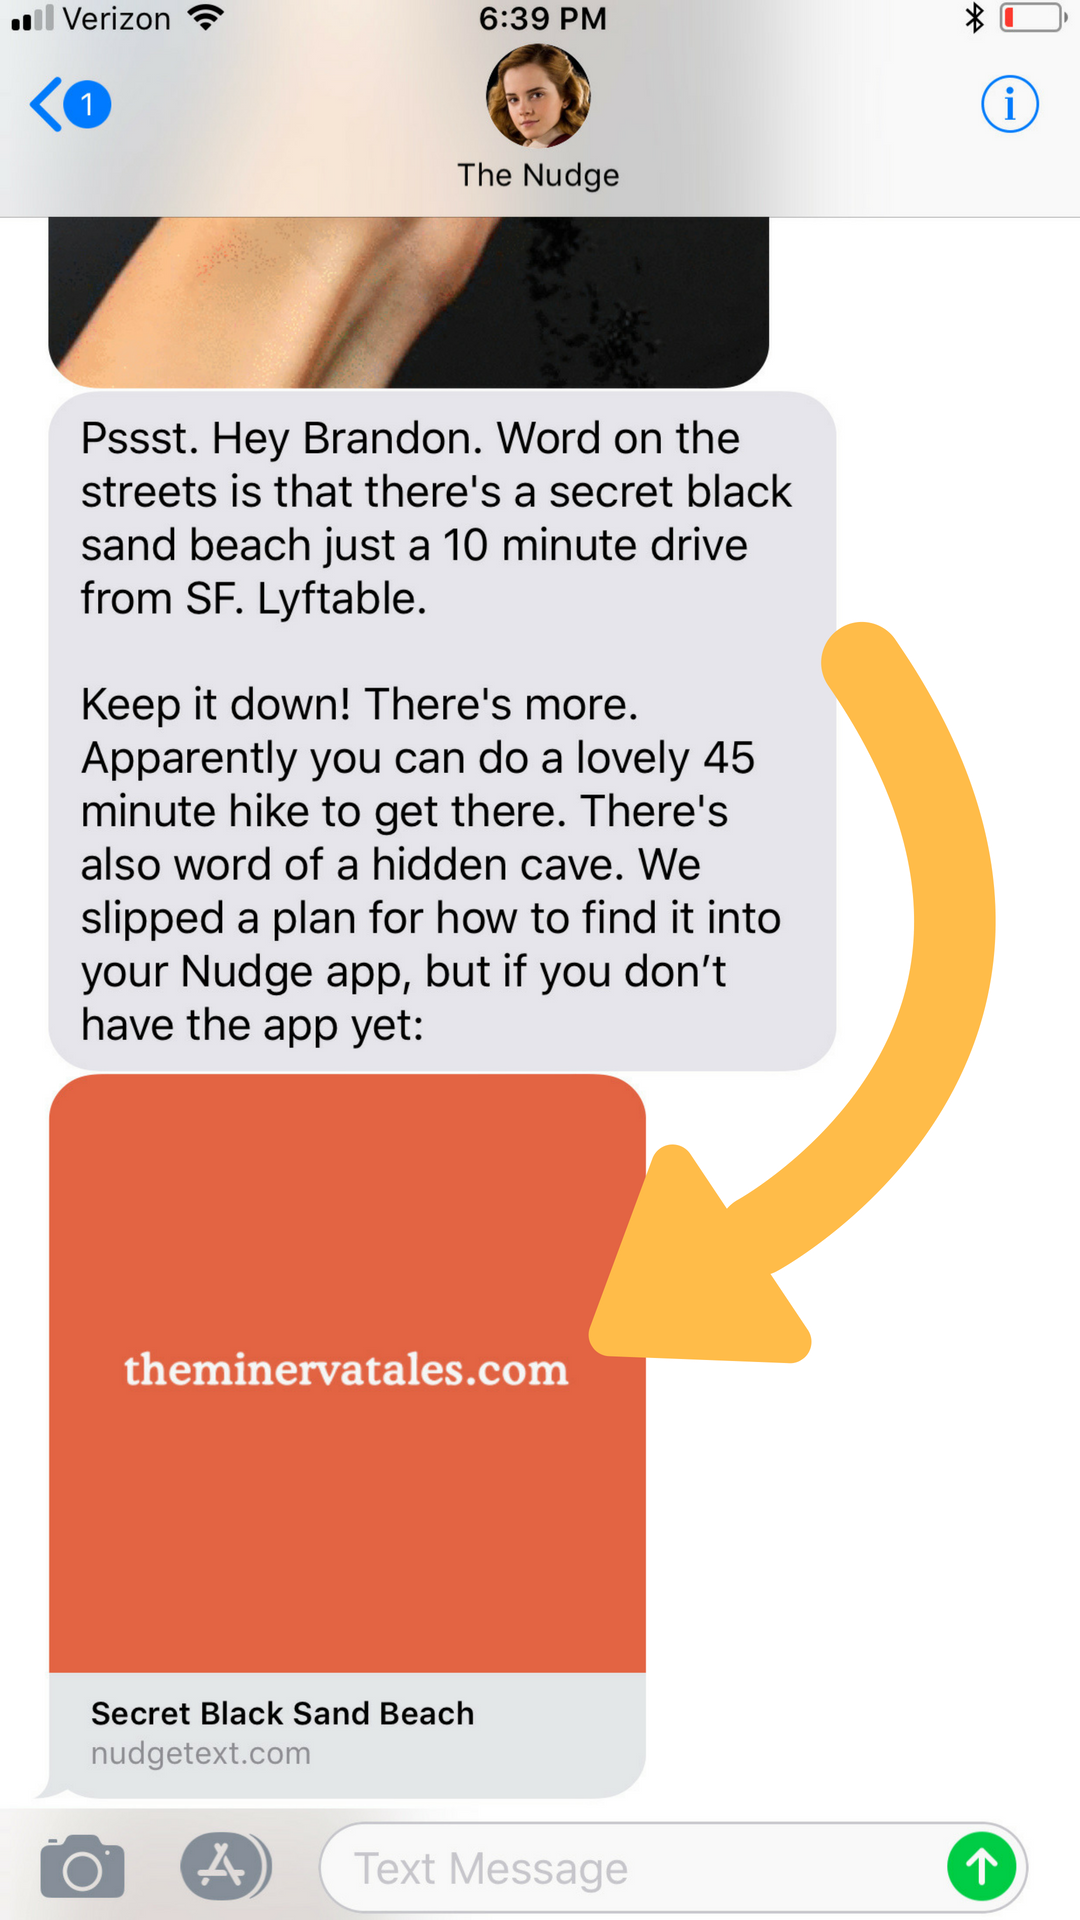 Verizon 6:39 PM
1
The Nudge
Pssst. Hey Brandon. Word on the
streets is that there's a secret black
sand beach just a 10 minute drive
from SF. Lyftable.
Keep it down! There's more.
Apparently you can do a lovely 45
minute hike to get there. There's
also word of a hidden cave. We
slipped a plan for how to find it into
your Nudge app, but if you don’t
have the app yet:
theminervatales.com
Secret Black Sand Beach
nudgetext.com
Text Message